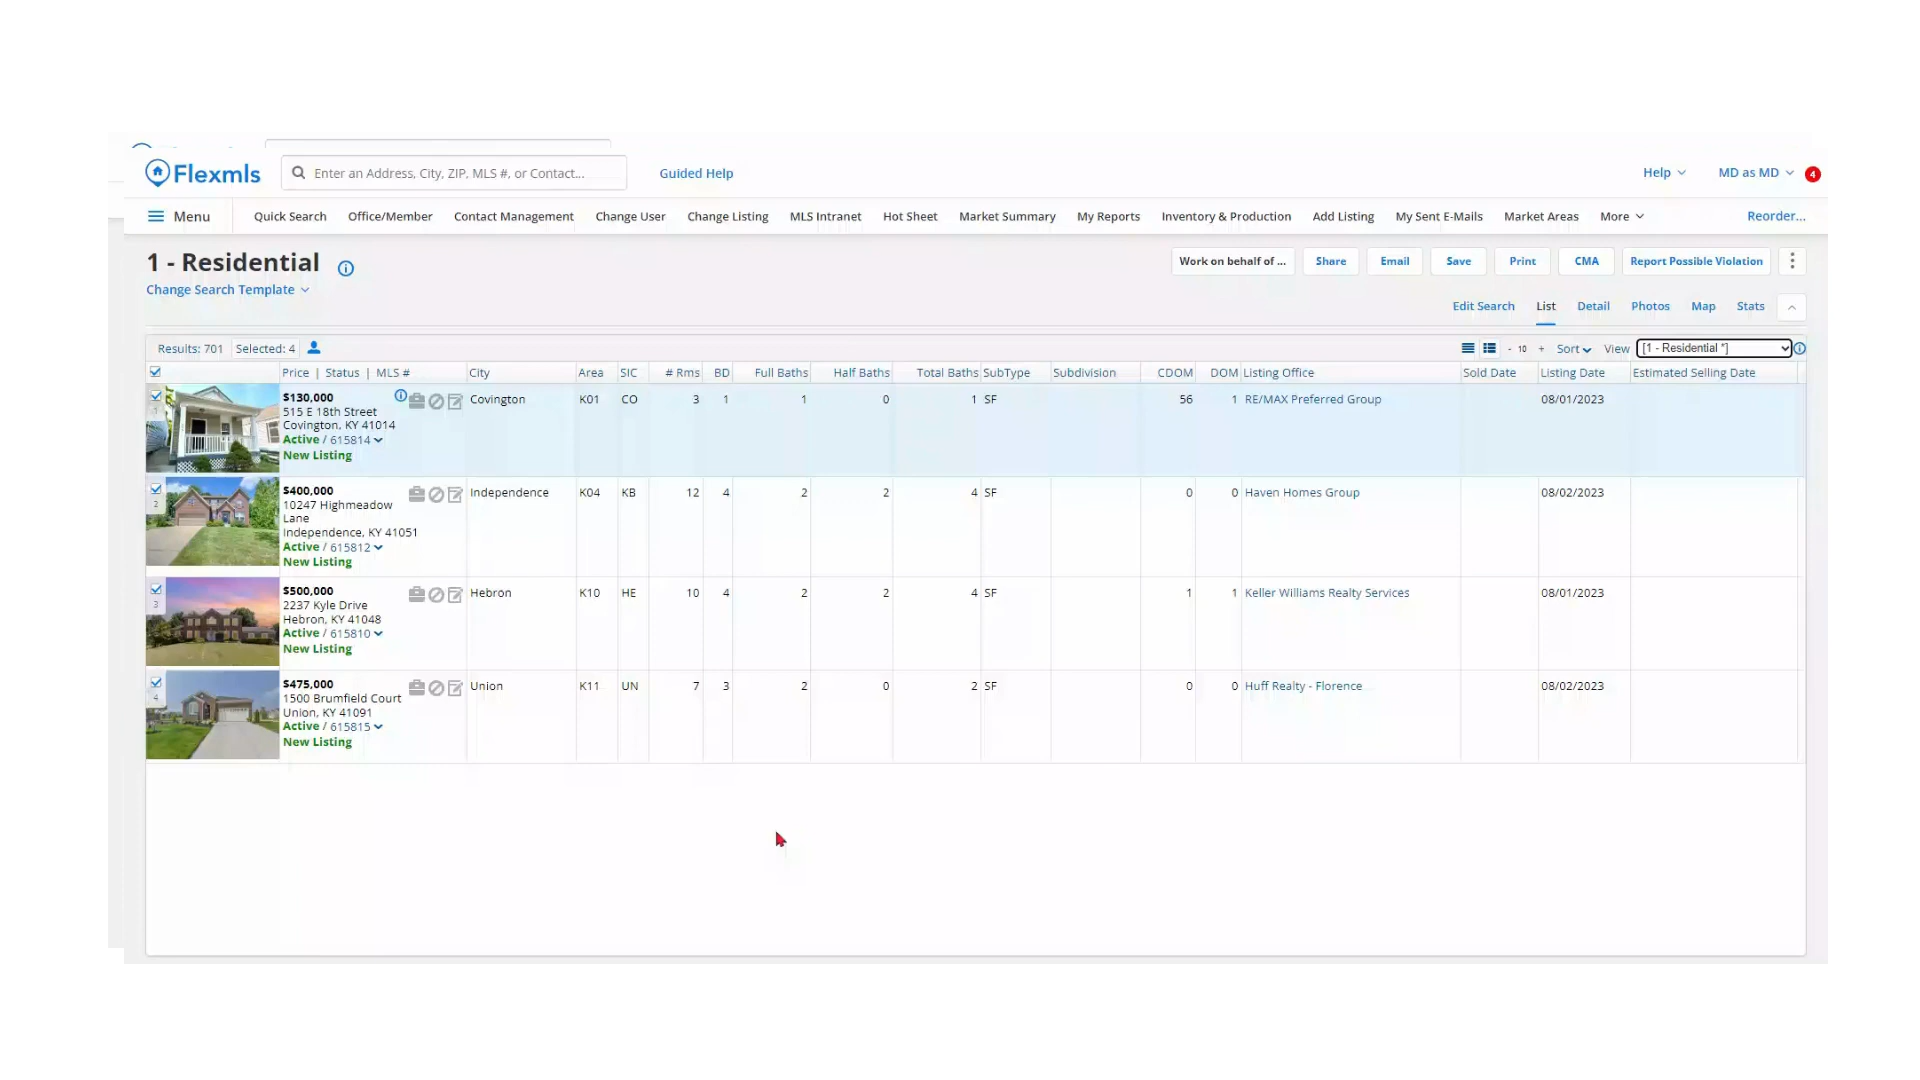 Flexmls
Enter an Address, City, ZIP, MLS #, or Contact...
Guided Help
Help
MD as MD
4
Menu
Quick Search
Office/Member
Contact Management
Change User
Change Listing
MLS Intranet
Hot Sheet
Market Summary
My Reports
Inventory & Production
Add Listing
My Sent E-Mails
Market Areas
More
Reorder...
1 - Residential
Work on behalf of ...
Share
Email
Save
Print
CMA
Report Possible Violation
Change Search Template
Edit Search
List
Detail
Photos
Map
Stats
Results: 701
Selected: 4
- 10 +
Sort
View
[1 - Residential *]
Price | Status | MLS #
City
Area
SIC
# Rms
BD
Full Baths
Half Baths
Total Baths
SubType
Subdivision
CDOM
DOM
Listing Office
Sold Date
Listing Date
Estimated Selling Date
1
$130,000
515 E 18th Street
Covington, KY 41014
Active / 615814
New Listing
Covington
K01
CO
3
1
1
0
1
SF
56
1
RE/MAX Preferred Group
08/01/2023
2
$400,000
10247 Highmeadow
Lane
Independence, KY 41051
Active / 615812
New Listing
Independence
K04
KB
12
4
2
2
4
SF
0
0
Haven Homes Group
08/02/2023
3
$500,000
2237 Kyle Drive
Hebron, KY 41048
Active / 615810
New Listing
Hebron
K10
HE
10
4
2
2
4
SF
1
1
Keller Williams Realty Services
08/01/2023
4
$475,000
1500 Brumfield Court
Union, KY 41091
Active / 615815
New Listing
Union
K11
UN
7
3
2
0
2
SF
0
0
Huff Realty - Florence
08/02/2023